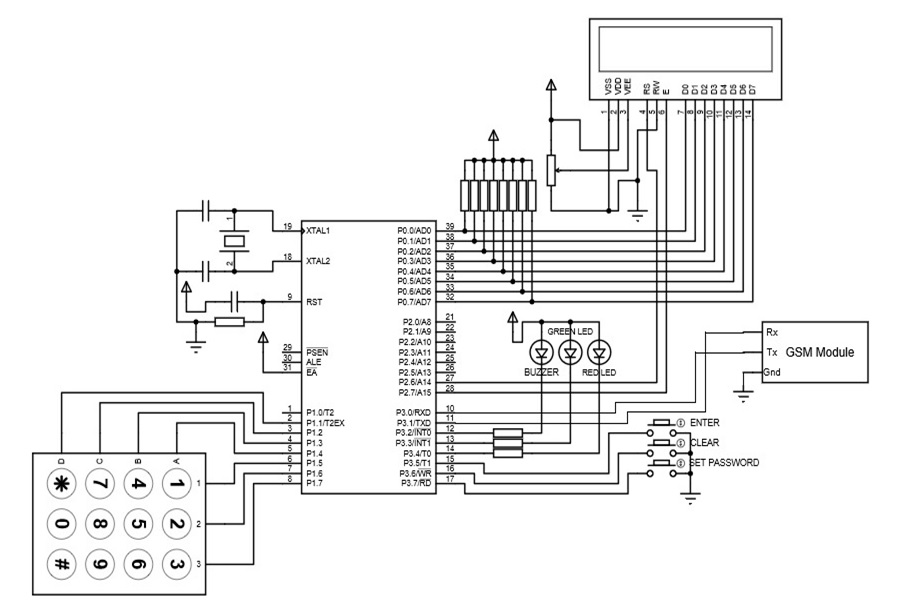 VSS VDD VEE RS RW E D0 D1 D2 D3 D4 D5 D6 D7
1 2 3 4 5 6 7 8 9 10 11 12 13 14
1
2
19 XTAL1
18 XTAL2
9 RST
29 PSEN
30 ALE
31 EA
1 P1.0/T2
2 P1.1/T2EX
3 P1.2
4 P1.3
5 P1.4
6 P1.5
7 P1.6
8 P1.7
P0.0/AD0 39
P0.1/AD1 38
P0.2/AD2 37
P0.3/AD3 36
P0.4/AD4 35
P0.5/AD5 34
P0.6/AD6 33
P0.7/AD7 32
P2.0/A8 21
P2.1/A9 22
P2.2/A10 23
P2.3/A11 24
P2.4/A12 25
P2.5/A13 26
P2.6/A14 27
P2.7/A15 28
P3.0/RXD 10
P3.1/TXD 11
P3.2/INT0 12
P3.3/INT1 13
P3.4/T0 14
P3.5/T1 15
P3.6/WR 16
P3.7/RD 17
GREEN LED
BUZZER
RED LED
Rx
Tx
Gnd
GSM Module
ENTER
CLEAR
SET PASSWORD
D C B A
* 7 4 1 1
0 8 5 2 2
# 9 6 3 3